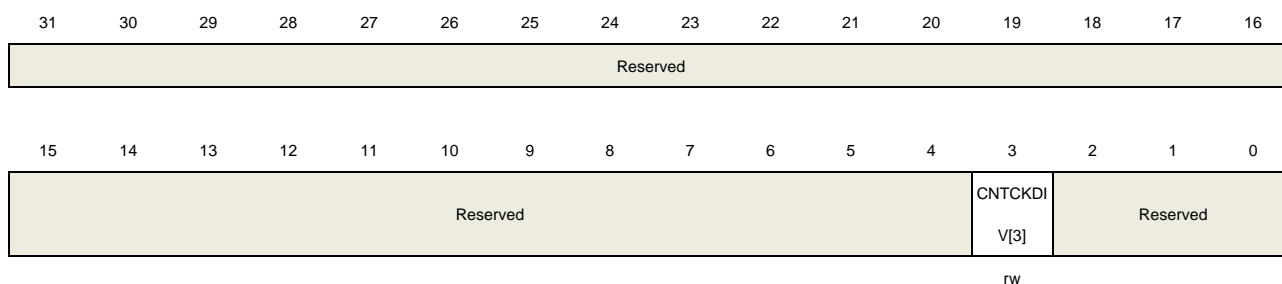 31 30 29 28 27 26 25 24 23 22 21 20 19 18 17 16
Reserved
15 14 13 12 11 10 9 8 7 6 5 4 3 2 1 0
Reserved CNTCKDI Reserved
V[3]
rw